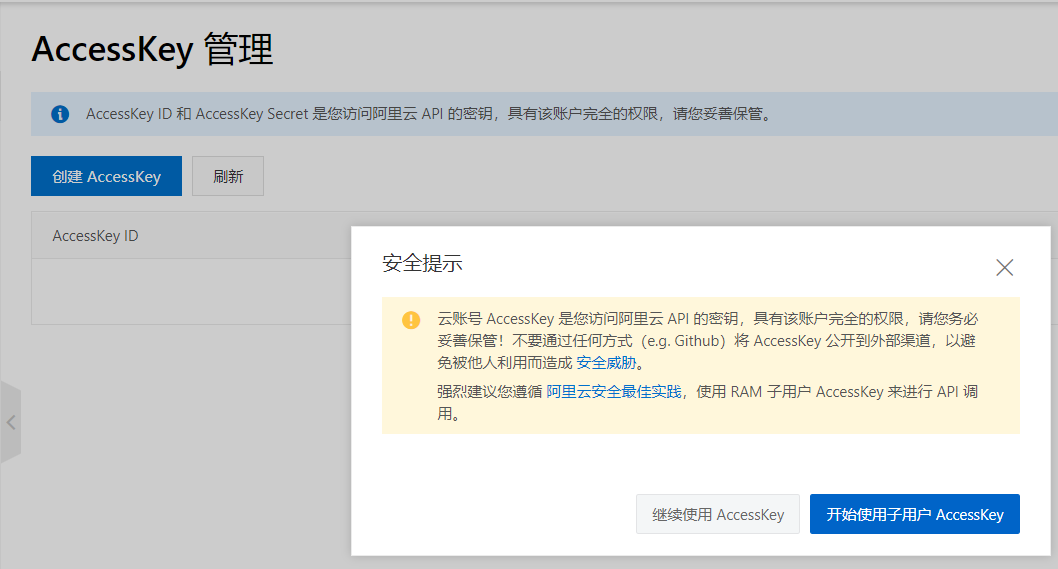 AccessKey 管理
AccessKey ID 和 AccessKey Secret 是您访问阿里云 API 的密钥，具有该账户完全的权限，请您妥善保管。
创建 AccessKey
刷新
AccessKey ID
安全提示
云账号 AccessKey 是您访问阿里云 API 的密钥，具有该账户完全的权限，请您务必
妥善保管！不要通过任何方式（e.g. Github）将 AccessKey 公开到外部渠道，以避
免被他人利用而造成 安全威胁。
强烈建议您遵循 阿里云安全最佳实践，使用 RAM 子用户 AccessKey 来进行 API 调
用。
继续使用 AccessKey
开始使用子用户 AccessKey